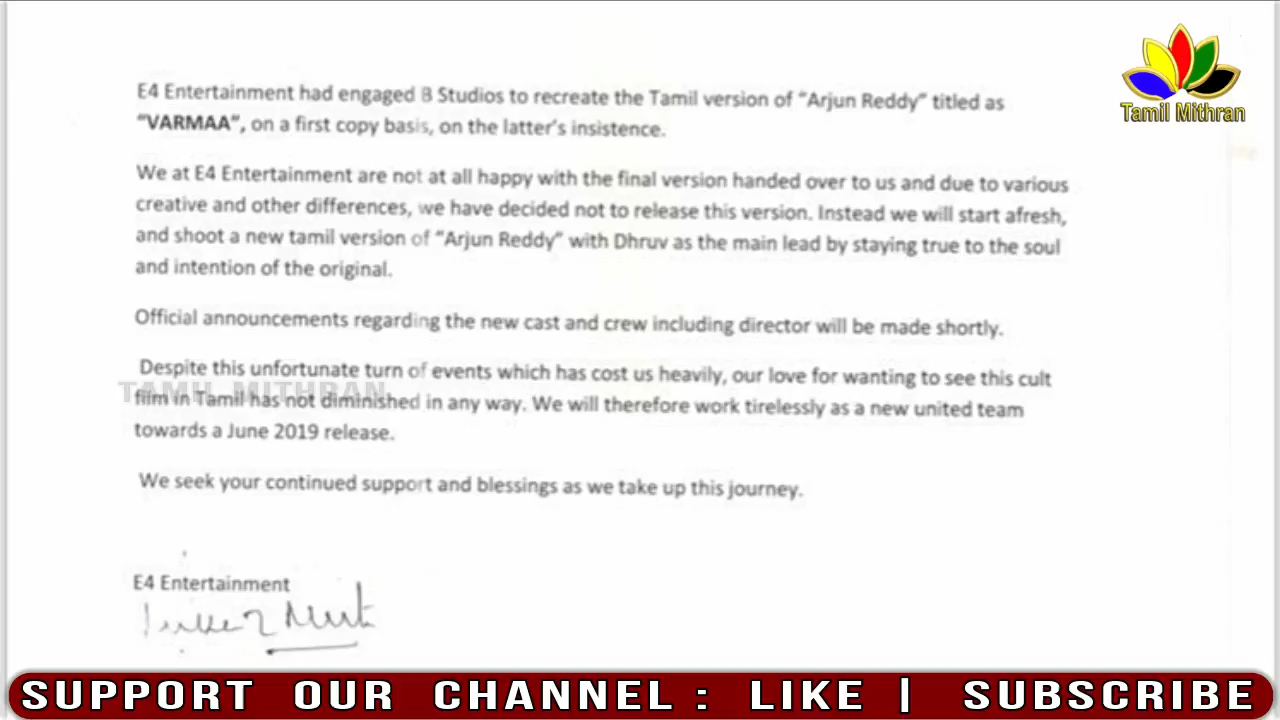 E4 Entertainment had engaged B Studios to recreate the Tamil version of "Arjun Reddy" titled as
"VARMAA", on a first copy basis, on the latter's insistence.
We at E4 Entertainment are not at all happy with the final version handed over to us and due to various
creative and other differences, we have decided not to release this version. Instead we will start afresh,
and shoot a new tamil version of "Arjun Reddy" with Dhruv as the main lead by staying true to the soul
and intention of the original.
Official announcements regarding the new cast and crew including director will be made shortly.
Despite this unfortunate turn of events which has cost us heavily, our love for wanting to see this cult
film in Tamil has not diminished in any way. We will therefore work tirelessly as a new united team
towards a June 2019 release.
We seek your continued support and blessings as we take up this journey.
E4 Entertainment
Tamil Mithran
TAMIL MITHRAN
SUPPORT OUR CHANNEL : LIKE | SUBSCRIBE